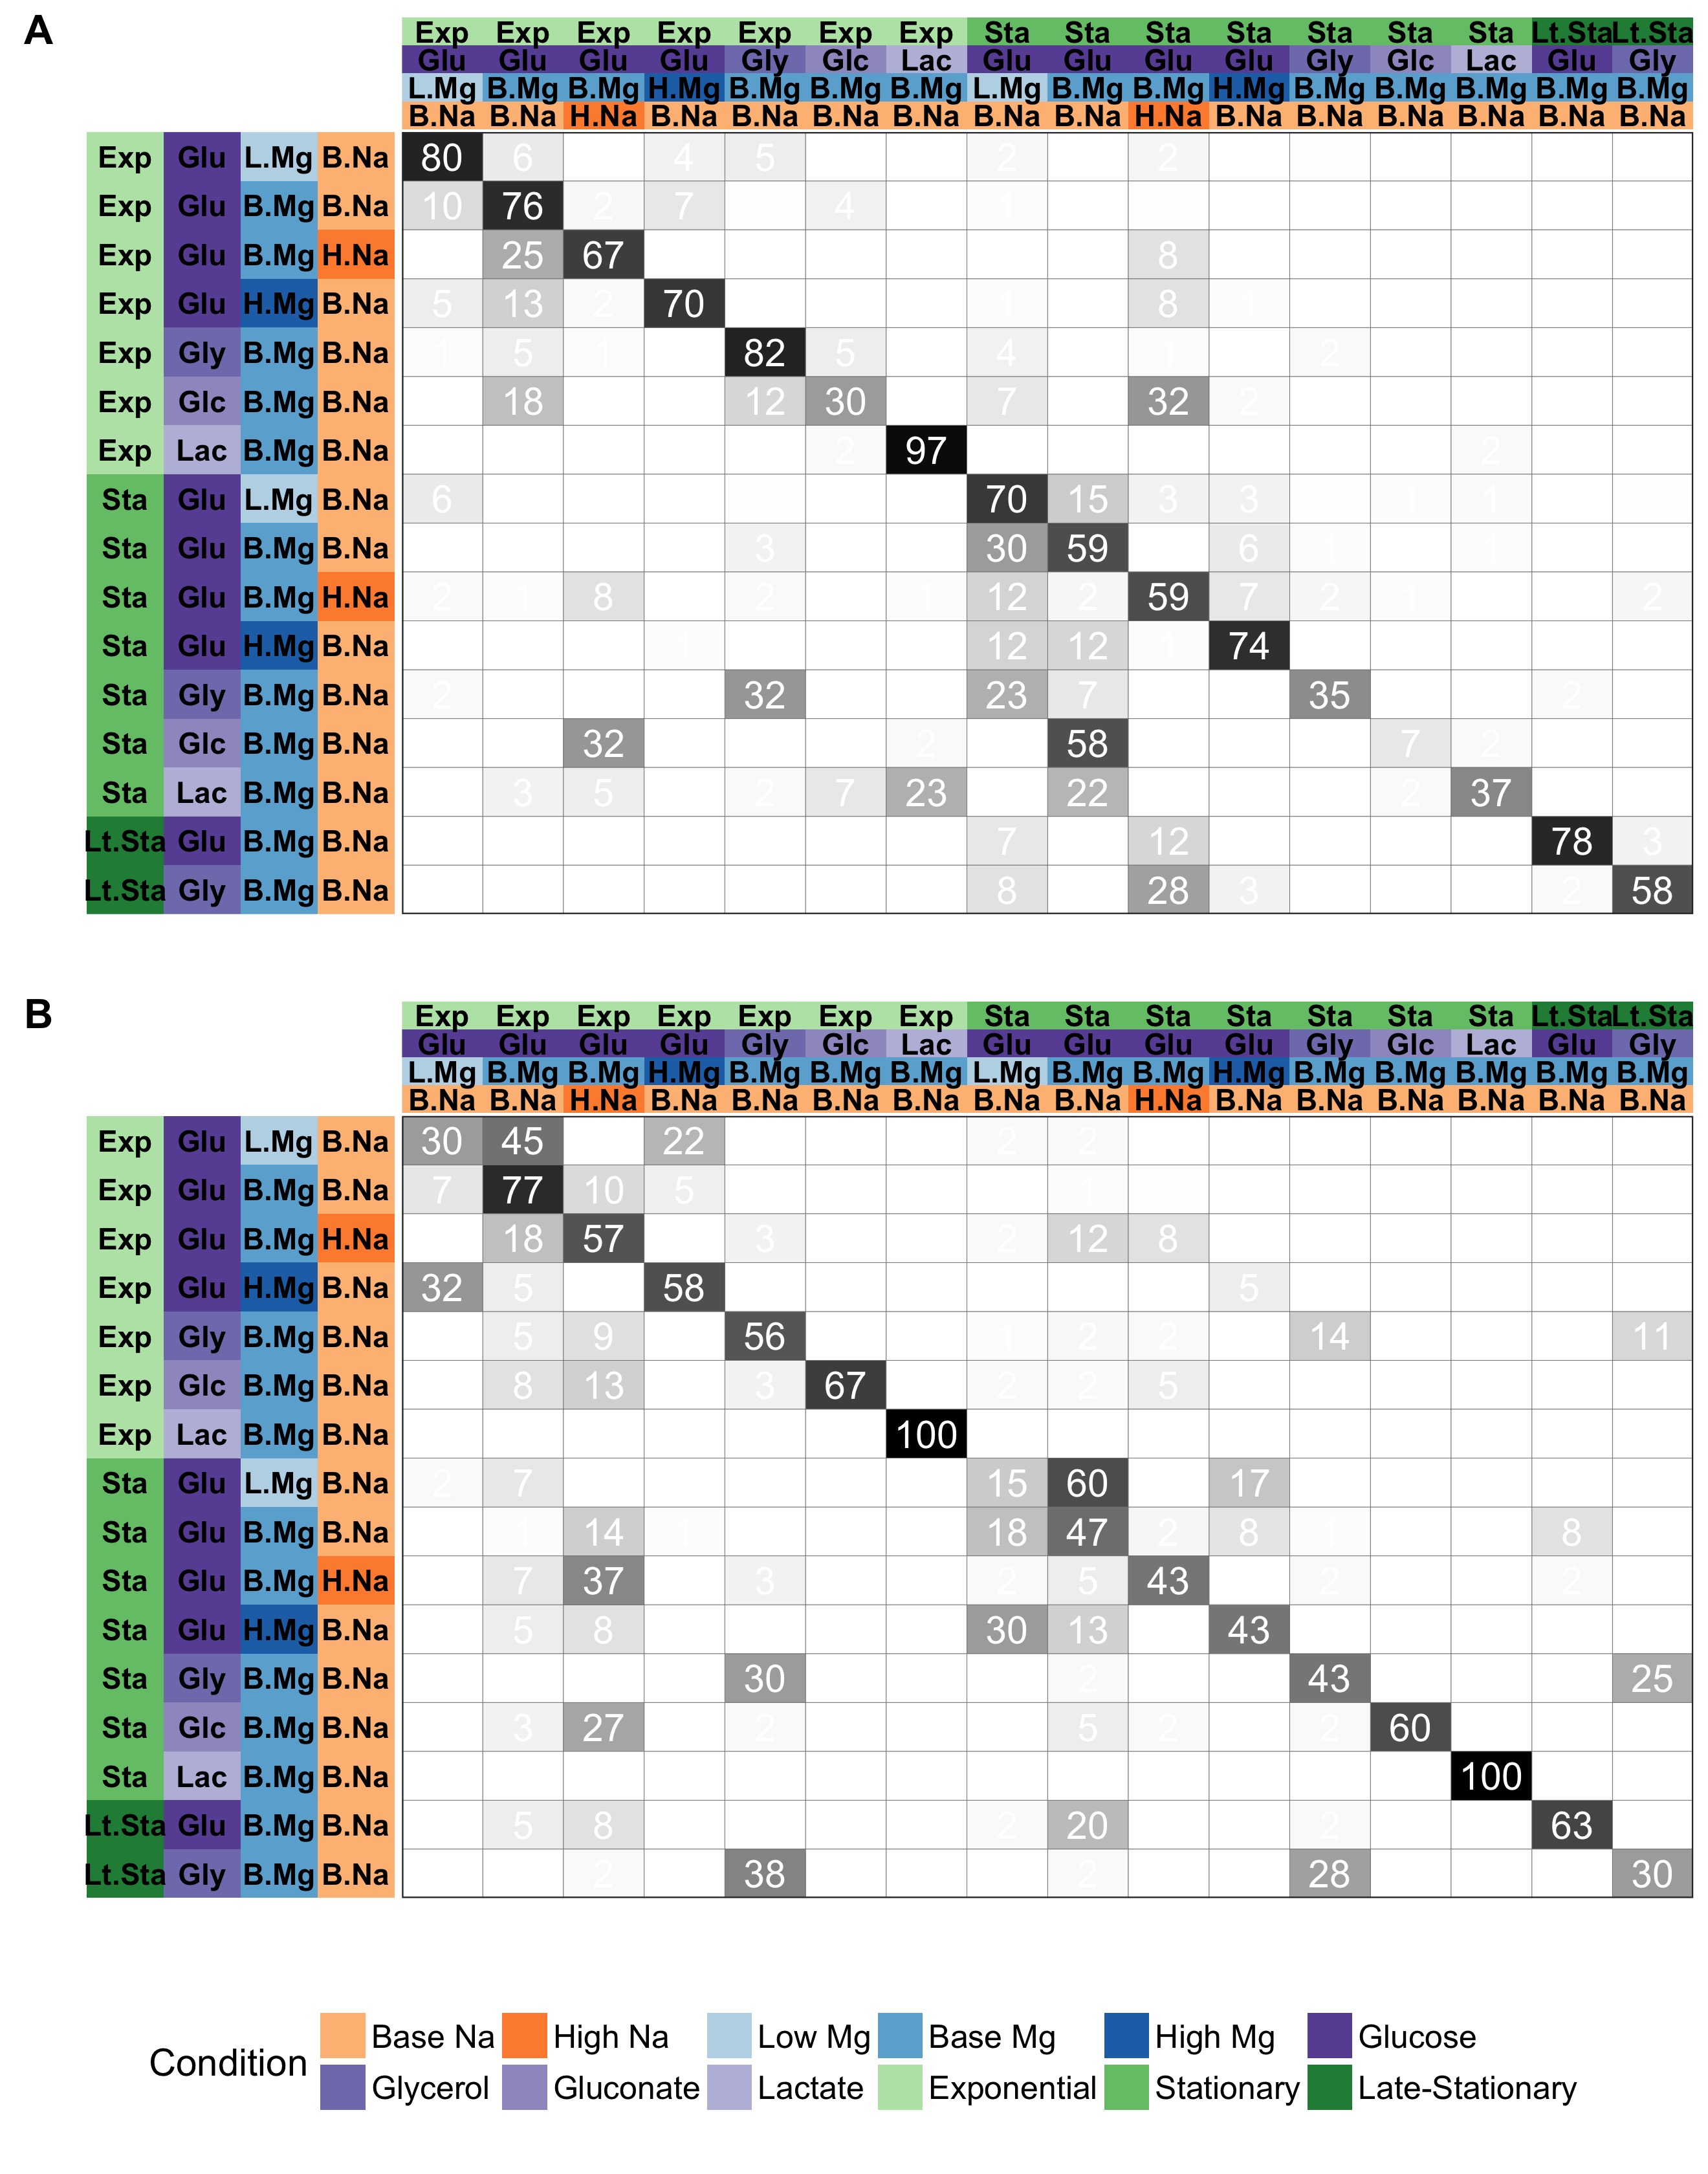 A
Exp Exp Exp Exp Exp Exp Exp Sta Sta Sta Sta Sta Sta Sta Lt.Sta Lt.Sta
Glu Glu Glu Glu Gly Glc Lac Glu Glu Glu Glu Gly Glc Lac Glu Gly
L.Mg B.Mg B.Mg H.Mg B.Mg B.Mg B.Mg L.Mg B.Mg B.Mg H.Mg B.Mg B.Mg B.Mg B.Mg B.Mg
B.Na B.Na H.Na B.Na B.Na B.Na B.Na B.Na B.Na H.Na B.Na B.Na B.Na B.Na B.Na B.Na
Exp Glu L.Mg B.Na 80 6 4 5 2 2
Exp Glu B.Mg B.Na 10 76 2 7 4 1
Exp Glu B.Mg H.Na 25 67 8
Exp Glu H.Mg B.Na 5 13 2 70 1 8 1
Exp Gly B.Mg B.Na 1 5 1 82 5 4 1 2
Exp Glc B.Mg B.Na 18 12 30 7 32 2
Exp Lac B.Mg B.Na 2 97 2
Sta Glu L.Mg B.Na 6 70 15 3 3 1 1
Sta Glu B.Mg B.Na 3 30 59 6 1 1
Sta Glu B.Mg H.Na 2 1 8 2 1 12 2 59 7 2 1 2
Sta Glu H.Mg B.Na 1 12 12 1 74
Sta Gly B.Mg B.Na 2 32 23 7 35 2
Sta Glc B.Mg B.Na 32 2 58 7 2
Sta Lac B.Mg B.Na 3 5 2 7 23 22 2 37
Lt.Sta Glu B.Mg B.Na 7 12 78 3
Lt.Sta Gly B.Mg B.Na 8 28 3 2 58
B
Exp Exp Exp Exp Exp Exp Exp Sta Sta Sta Sta Sta Sta Sta Lt.Sta Lt.Sta
Glu Glu Glu Glu Gly Glc Lac Glu Glu Glu Glu Gly Glc Lac Glu Gly
L.Mg B.Mg B.Mg H.Mg B.Mg B.Mg B.Mg L.Mg B.Mg B.Mg H.Mg B.Mg B.Mg B.Mg B.Mg B.Mg
B.Na B.Na H.Na B.Na B.Na B.Na B.Na B.Na B.Na H.Na B.Na B.Na B.Na B.Na B.Na B.Na
Exp Glu L.Mg B.Na 30 45 22 2 2
Exp Glu B.Mg B.Na 7 77 10 5 1
Exp Glu B.Mg H.Na 18 57 3 2 12 8
Exp Glu H.Mg B.Na 32 5 58 5
Exp Gly B.Mg B.Na 5 9 56 1 2 2 14 11
Exp Glc B.Mg B.Na 8 13 3 67 2 2 5
Exp Lac B.Mg B.Na 100
Sta Glu L.Mg B.Na 2 7 15 60 17
Sta Glu B.Mg B.Na 1 14 1 18 47 2 8 1 8
Sta Glu B.Mg H.Na 7 37 3 2 5 43 2 2
Sta Glu H.Mg B.Na 5 8 30 13 43
Sta Gly B.Mg B.Na 30 2 43 25
Sta Glc B.Mg B.Na 3 27 2 5 2 2 60
Sta Lac B.Mg B.Na 100
Lt.Sta Glu B.Mg B.Na 5 8 2 20 2 63
Lt.Sta Gly B.Mg B.Na 2 38 2 28 30
Condition
Base Na High Na Low Mg Base Mg High Mg Glucose
Glycerol Gluconate Lactate Exponential Stationary Late-Stationary